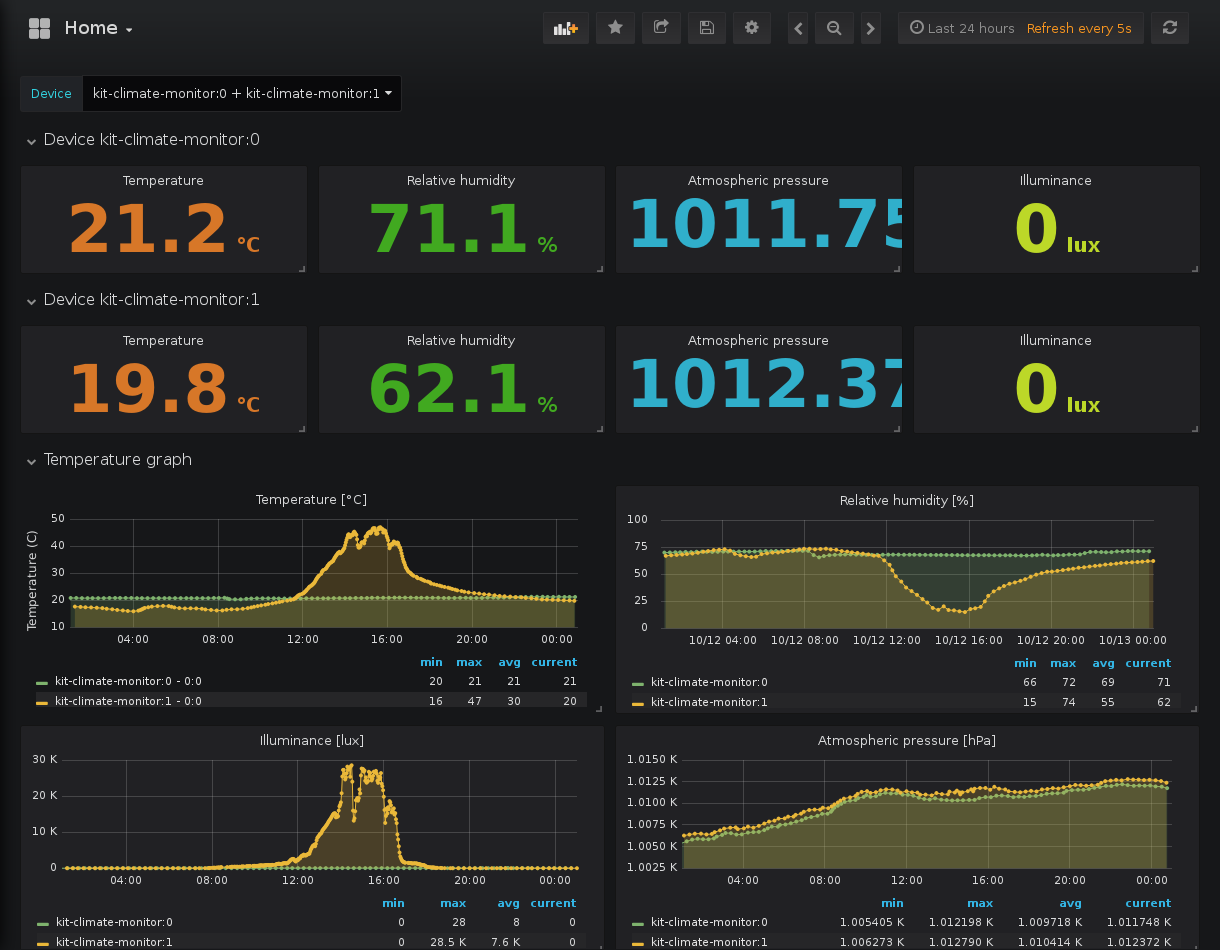 Home
Last 24 hours Refresh every 5s
Device kit-climate-monitor:0 + kit-climate-monitor:1
Device kit-climate-monitor:0
Temperature Relative humidity Atmospheric pressure Illuminance
21.2 °C 71.1 % 1011.75 0 lux
Device kit-climate-monitor:1
Temperature Relative humidity Atmospheric pressure Illuminance
19.8 °C 62.1 % 1012.37 0 lux
Temperature graph
Temperature [°C]
Temperature (C)
50
40
30
20
10
04:00 08:00 12:00 16:00 20:00 00:00
min max avg current
kit-climate-monitor:0 - 0:0 20 21 21 21
kit-climate-monitor:1 - 0:0 16 47 30 20
Relative humidity [%]
100
75
50
25
0
10/12 04:00 10/12 08:00 10/12 12:00 10/12 16:00 10/12 20:00 10/13 00:00
min max avg current
kit-climate-monitor:0 66 72 69 71
kit-climate-monitor:1 15 74 55 62
Illuminance [lux]
30 K
20 K
10 K
0
04:00 08:00 12:00 16:00 20:00 00:00
min max avg current
kit-climate-monitor:0 0 28 8 0
kit-climate-monitor:1 0 28.5 K 7.6 K 0
Atmospheric pressure [hPa]
1.0150 K
1.0125 K
1.0100 K
1.0075 K
1.0050 K
1.0025 K
04:00 08:00 12:00 16:00 20:00 00:00
min max avg current
kit-climate-monitor:0 1.005405 K 1.012198 K 1.009718 K 1.011748 K
kit-climate-monitor:1 1.006273 K 1.012790 K 1.010414 K 1.012372 K